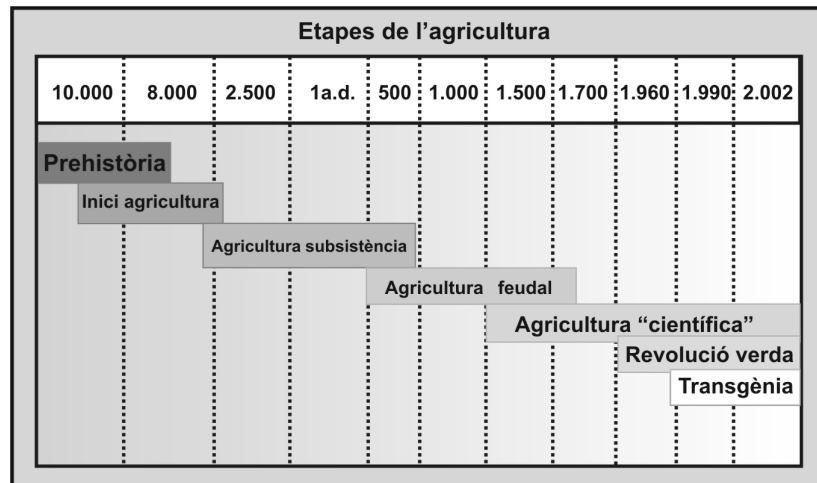 Etapes de l’agricultura
10.000 8.000 2.500 1a.d. 500 1.000 1.500 1.700 1.960 1.990 2.002
Prehistòria
Inici agricultura
Agricultura subsistència
Agricultura feudal
Agricultura “científica”
Revolució verda
Transgènia